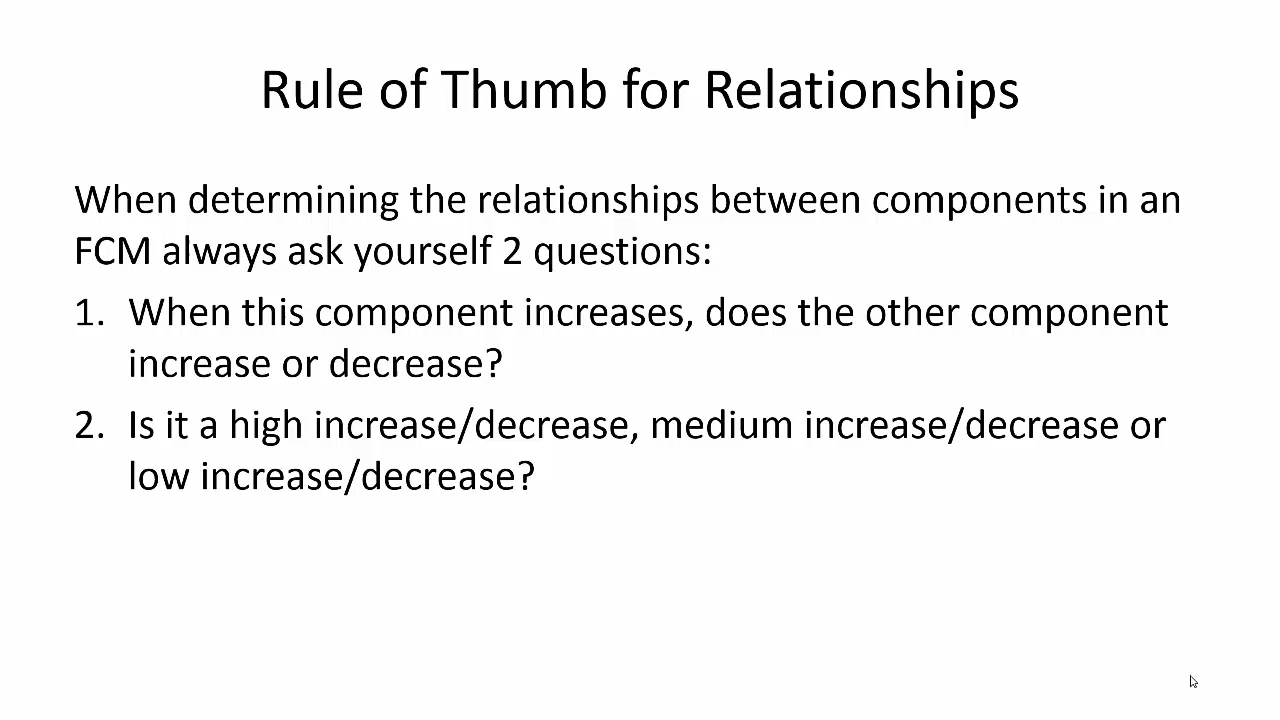 Rule of Thumb for Relationships
When determining the relationships between components in an
FCM always ask yourself 2 questions:
1. When this component increases, does the other component
increase or decrease?
2. Is it a high increase/decrease, medium increase/decrease or
low increase/decrease?